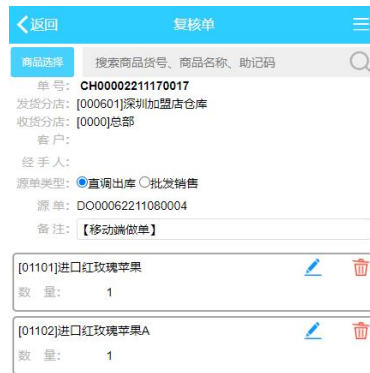 返回 复核单
商品选择 搜索商品货号、商品名称、助记码
单号: CH00002211170017
发货分店: [000601]深圳加盟店仓库
收货分店: [0000]总部
客户:
经手人:
源单类型: 直调出库 批发销售
源单: DO00062211080004
备注: 【移动端做单】
[01101]进口红玫瑰苹果
数量: 1
[01102]进口红玫瑰苹果A
数量: 1